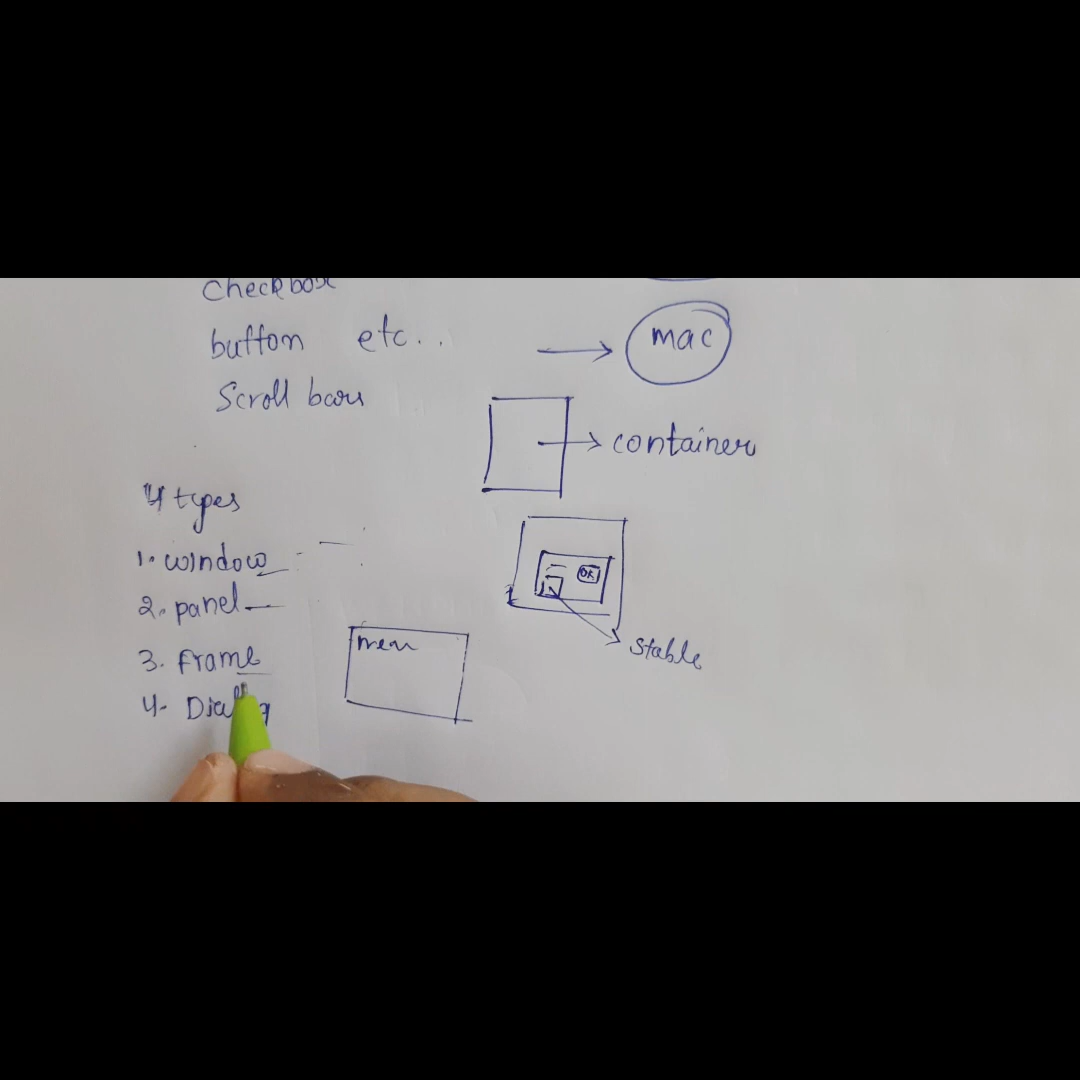 Checkbox
button etc..
mac
Scroll bars
container
4 types
1. window
2. panel
OK
stable
3. Frame
menu
4.